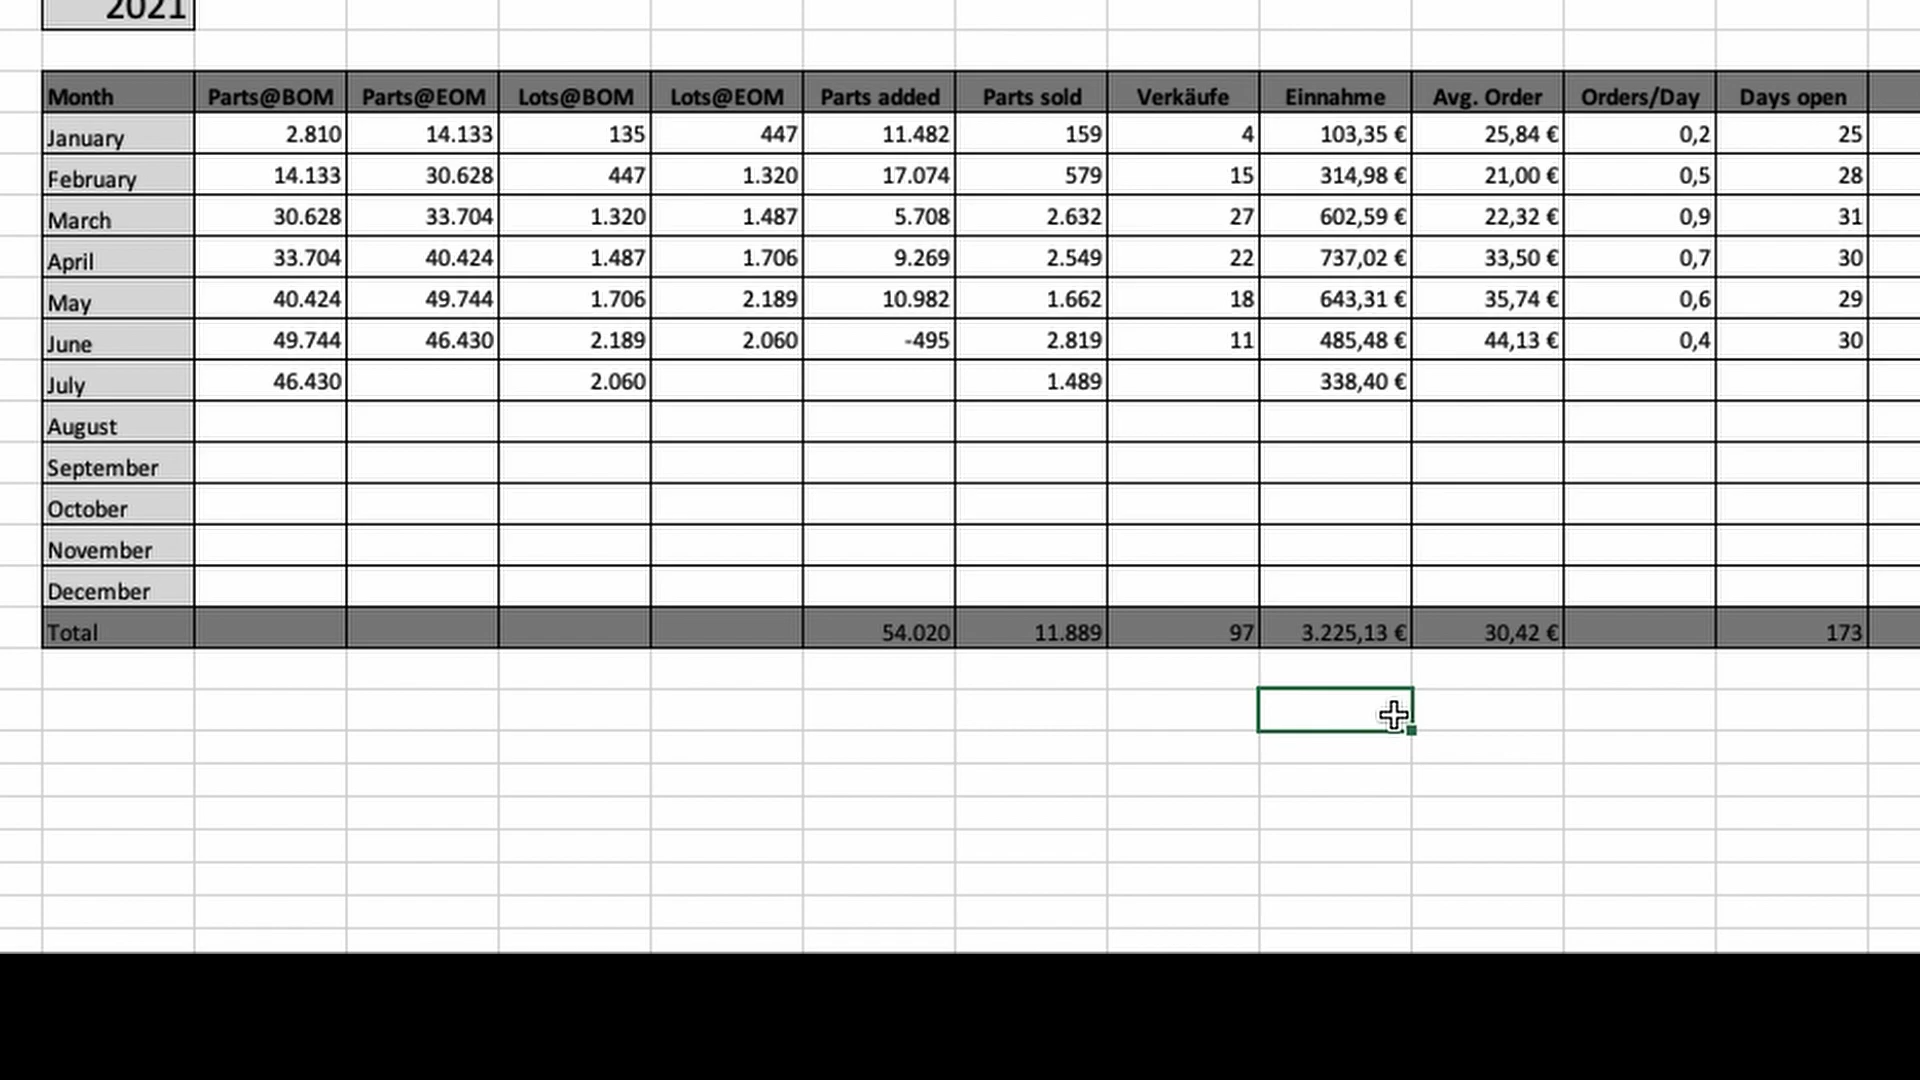 2021
Month Parts@BOM Parts@EOM Lots@BOM Lots@EOM Parts added Parts sold Verkäufe Einnahme Avg. Order Orders/Day Days open
January 2.810 14.133 135 447 11.482 159 4 103,35 € 25,84 € 0,2 25
February 14.133 30.628 447 1.320 17.074 579 15 314,98 € 21,00 € 0,5 28
March 30.628 33.704 1.320 1.487 5.708 2.632 27 602,59 € 22,32 € 0,9 31
April 33.704 40.424 1.487 1.706 9.269 2.549 22 737,02 € 33,50 € 0,7 30
May 40.424 49.744 1.706 2.189 10.982 1.662 18 643,31 € 35,74 € 0,6 29
June 49.744 46.430 2.189 2.060 -495 2.819 11 485,48 € 44,13 € 0,4 30
July 46.430 2.060 1.489 338,40 €
August
September
October
November
December
Total 54.020 11.889 97 3.225,13 € 30,42 € 173